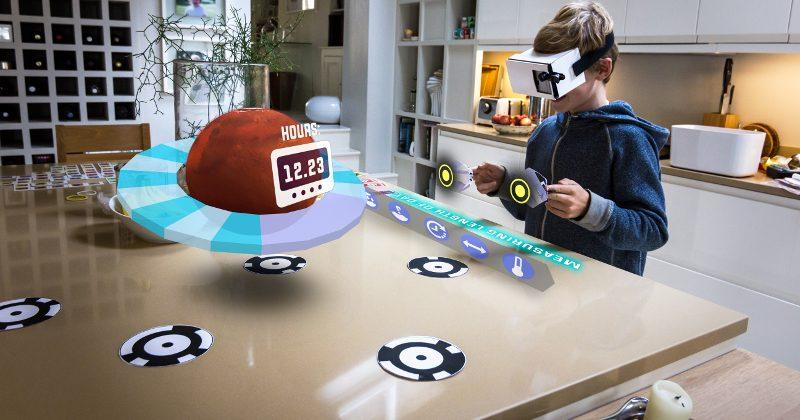 HOURS:
12.23
MEASURING LENGTH OF DAY